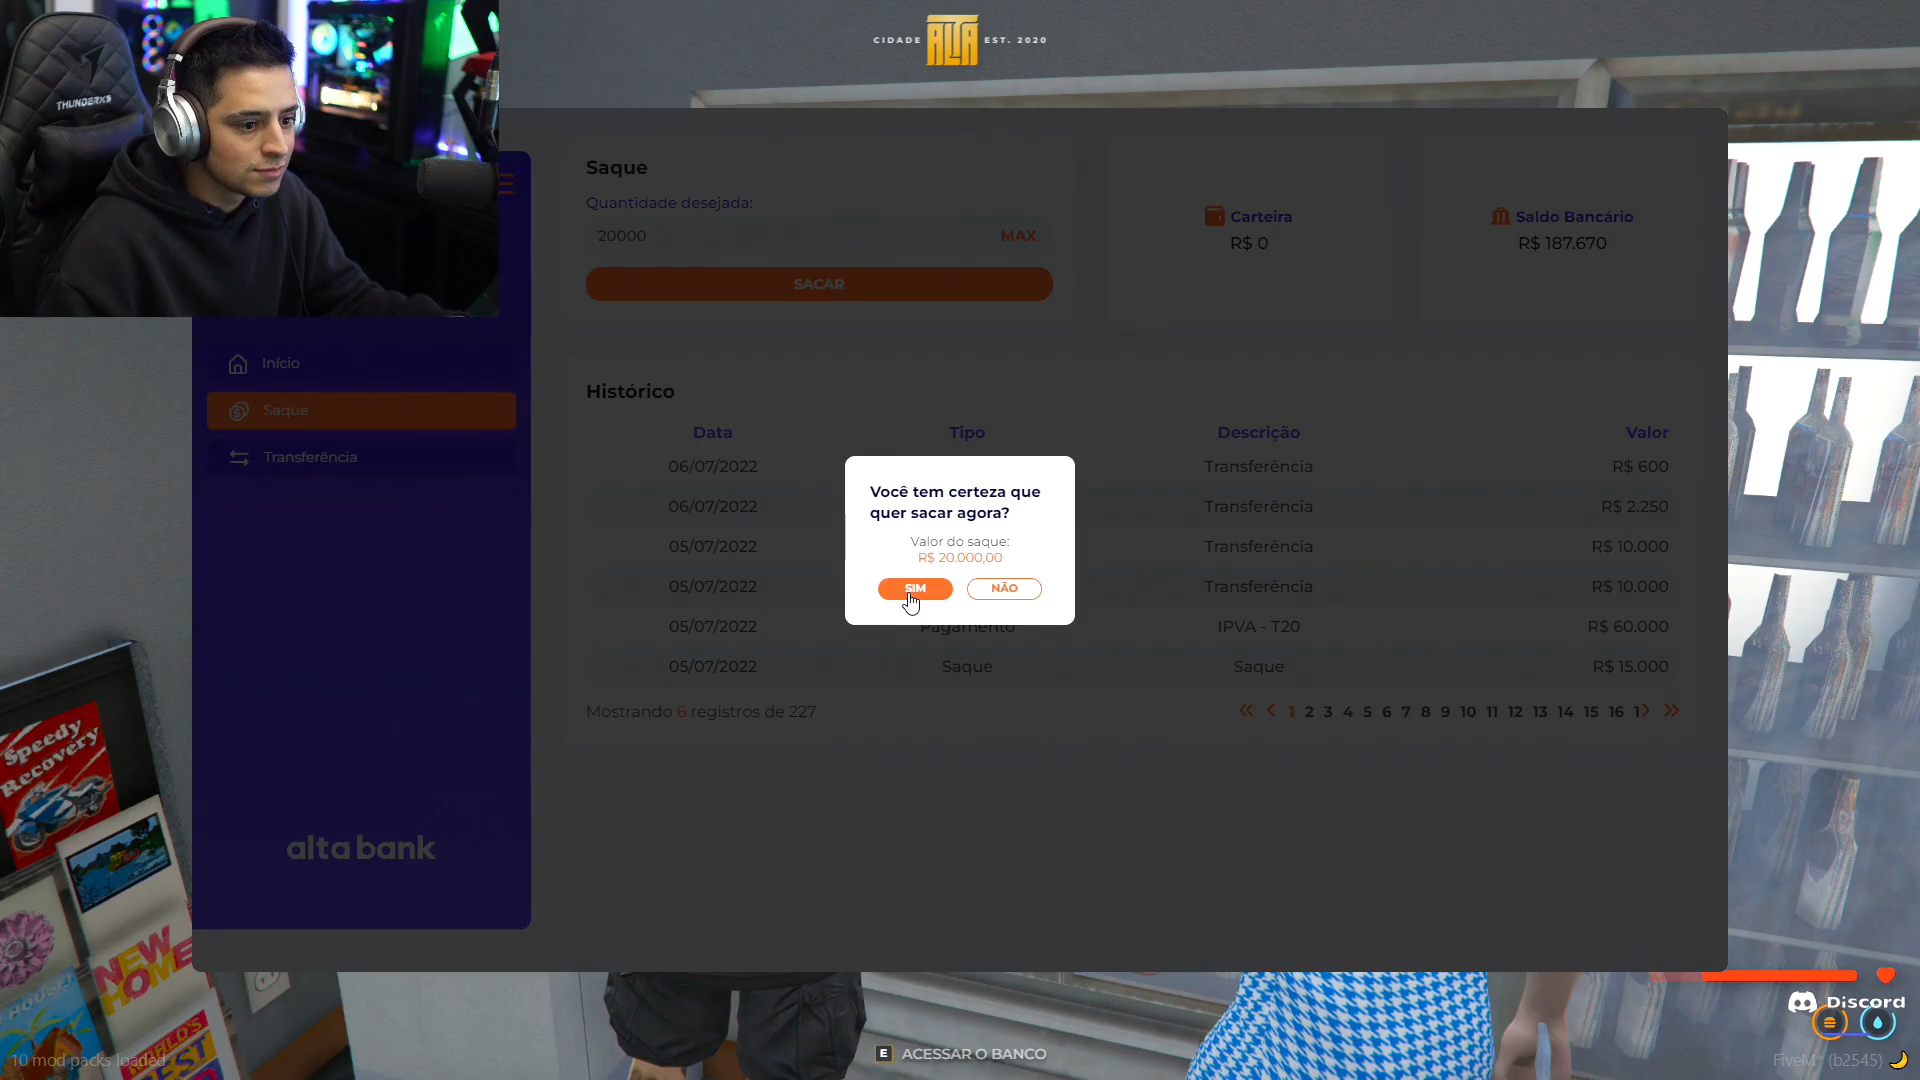 CIDADE ALTA EST. 2020
THUNDERX3
Saque
Quantidade desejada:
20000
MAX
SACAR
Carteira
R$ 0
Saldo Bancário
R$ 187.670
Início
Saque
Transferência
Histórico
Data Tipo Descrição Valor
06/07/2022 Transferência R$ 600
06/07/2022 Transferência R$ 2.250
05/07/2022 Transferência R$ 10.000
05/07/2022 Transferência R$ 10.000
05/07/2022 Pagamento IPVA - T20 R$ 60.000
05/07/2022 Saque Saque R$ 15.000
Mostrando 6 registros de 227
« ‹ 1 2 3 4 5 6 7 8 9 10 11 12 13 14 15 16 1 › »
Você tem certeza que
quer sacar agora?
Valor do saque:
R$ 20.000,00
SIM
NÃO
alta bank
Speedy
Recovery
NEW
HOME
HOUSE
WORLD'S
BEST
10 mod packs loaded
E ACESSAR O BANCO
Discord
FiveM (b2545)